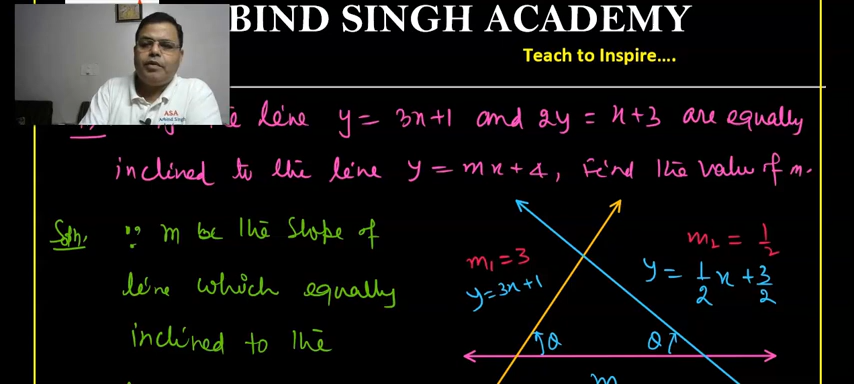 BIND SINGH ACADEMY
Teach to Inspire....
ASA
Arbind Singh
line y = 3x+1 and 2y = x+3 are equally
inclined to the line y = mx+4, Find the value of m.
Soln. ∵ m be the slope of
line which equally
inclined to the
m₁ = 3
y=3x+1
m₂ = 1/2
y = 1/2 x + 3/2
θ
θ
m